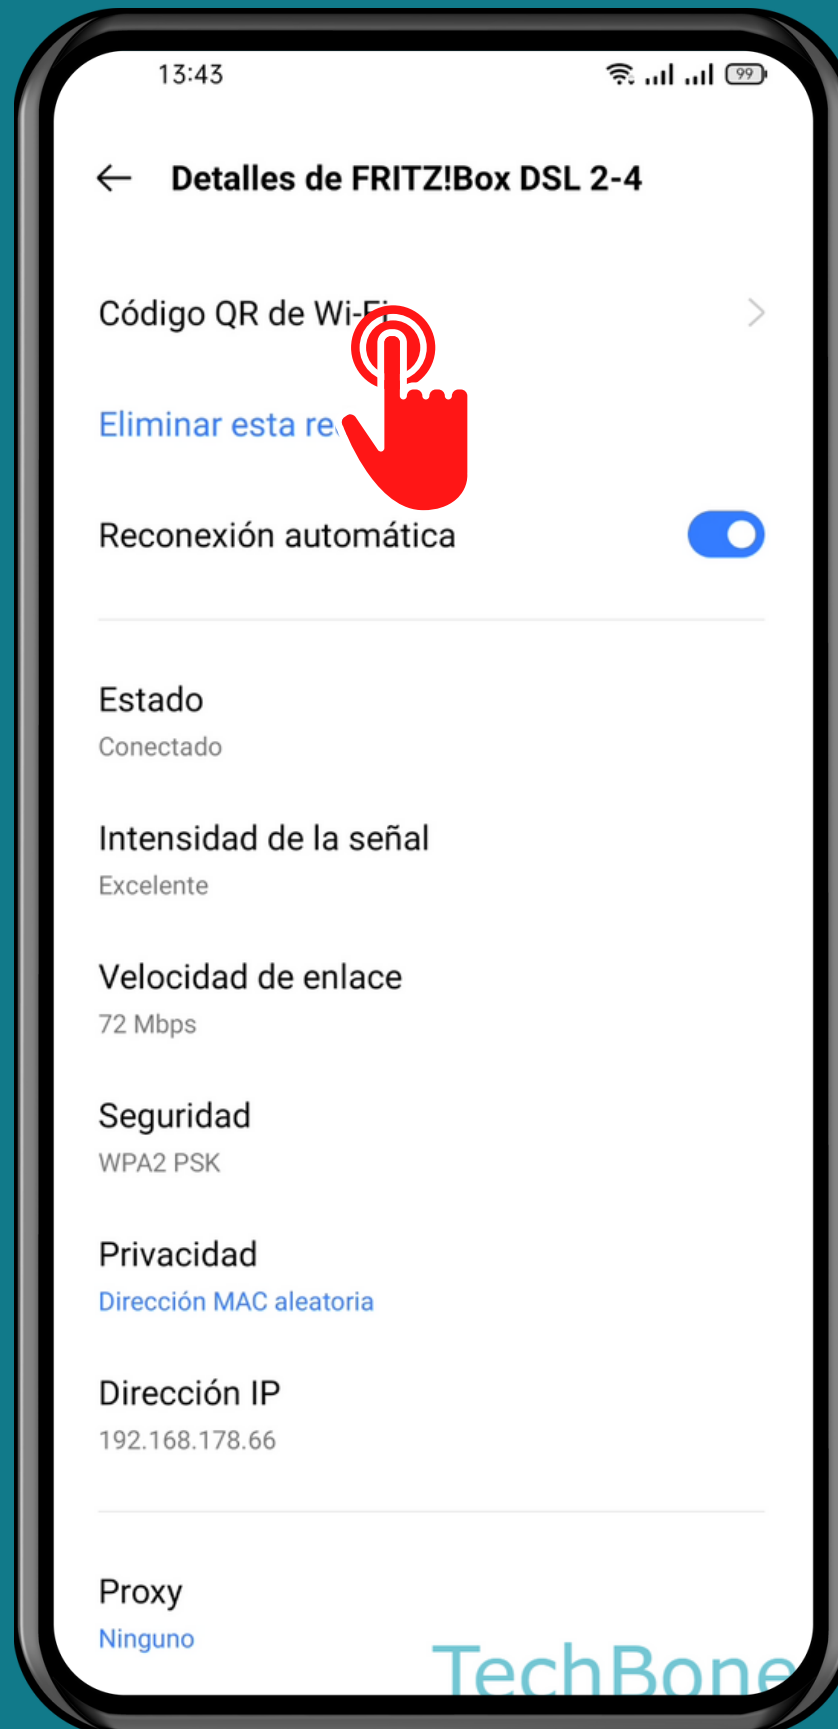 13:43
99
Detalles de FRITZ!Box DSL 2-4
Código QR de Wi-Fi
Eliminar esta re
Reconexión automática
Estado
Conectado
Intensidad de la señal
Excelente
Velocidad de enlace
72 Mbps
Seguridad
WPA2 PSK
Privacidad
Dirección MAC aleatoria
Dirección IP
192.168.178.66
Proxy
Ninguno
TechBone